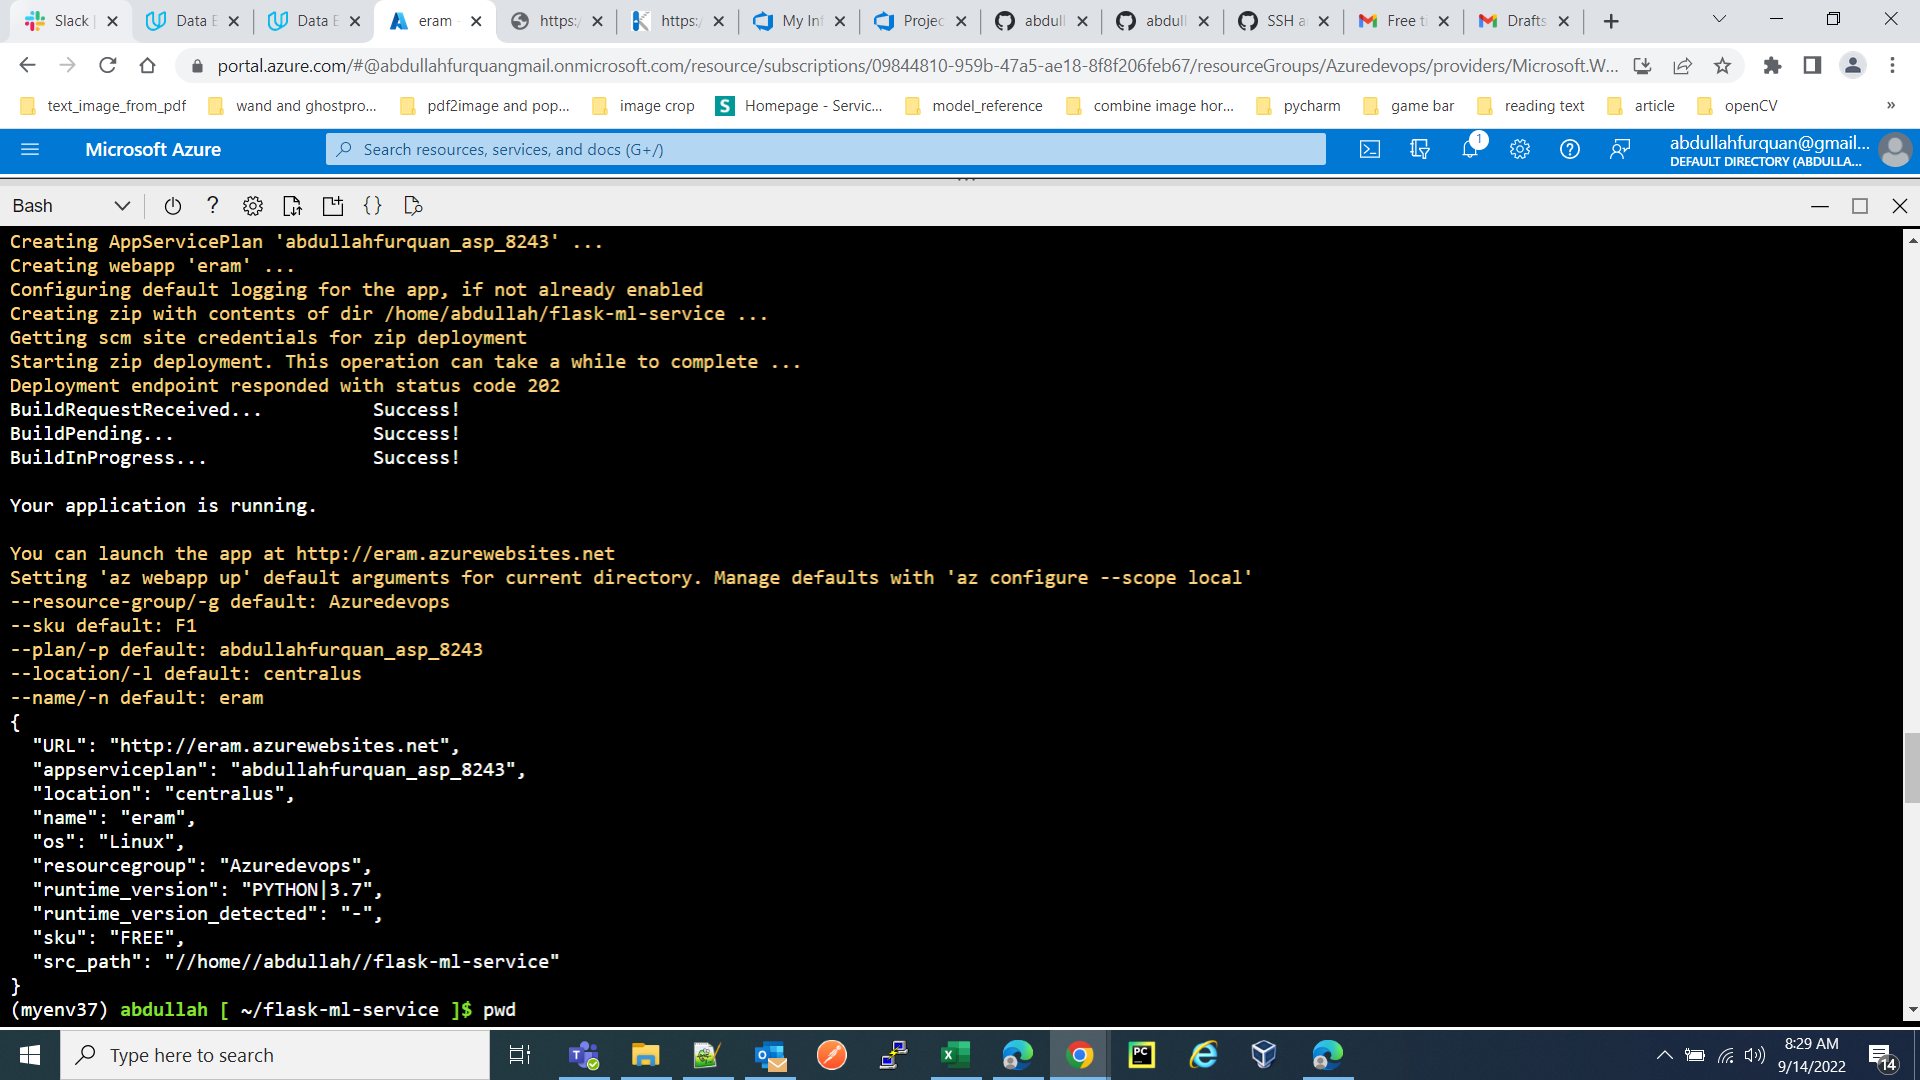 Slack
Data E
Data E
eram
https:/
https:/
My Inf
Projec
abdull
abdull
SSH a
Free ti
Drafts
portal.azure.com/#@abdullahfurquangmail.onmicrosoft.com/resource/subscriptions/09844810-959b-47a5-ae18-8f8f206feb67/resourceGroups/Azuredevops/providers/Microsoft.W...
text_image_from_pdf
wand and ghostpro...
pdf2image and pop...
image crop
S Homepage - Servic...
model_reference
combine image hor...
pycharm
game bar
reading text
article
openCV
»
Microsoft Azure
Search resources, services, and docs (G+/)
1
abdullahfurquan@gmail...
DEFAULT DIRECTORY (ABDULLA...
Bash
Creating AppServicePlan 'abdullahfurquan_asp_8243' ...
Creating webapp 'eram' ...
Configuring default logging for the app, if not already enabled
Creating zip with contents of dir /home/abdullah/flask-ml-service ...
Getting scm site credentials for zip deployment
Starting zip deployment. This operation can take a while to complete ...
Deployment endpoint responded with status code 202
BuildRequestReceived... Success!
BuildPending... Success!
BuildInProgress... Success!
Your application is running.
You can launch the app at http://eram.azurewebsites.net
Setting 'az webapp up' default arguments for current directory. Manage defaults with 'az configure --scope local'
--resource-group/-g default: Azuredevops
--sku default: F1
--plan/-p default: abdullahfurquan_asp_8243
--location/-l default: centralus
--name/-n default: eram
{
"URL": "http://eram.azurewebsites.net",
"appserviceplan": "abdullahfurquan_asp_8243",
"location": "centralus",
"name": "eram",
"os": "Linux",
"resourcegroup": "Azuredevops",
"runtime_version": "PYTHON|3.7",
"runtime_version_detected": "-",
"sku": "FREE",
"src_path": "//home//abdullah//flask-ml-service"
}
(myenv37) abdullah [ ~/flask-ml-service ]$ pwd
Type here to search
PC
8:29 AM
9/14/2022
14